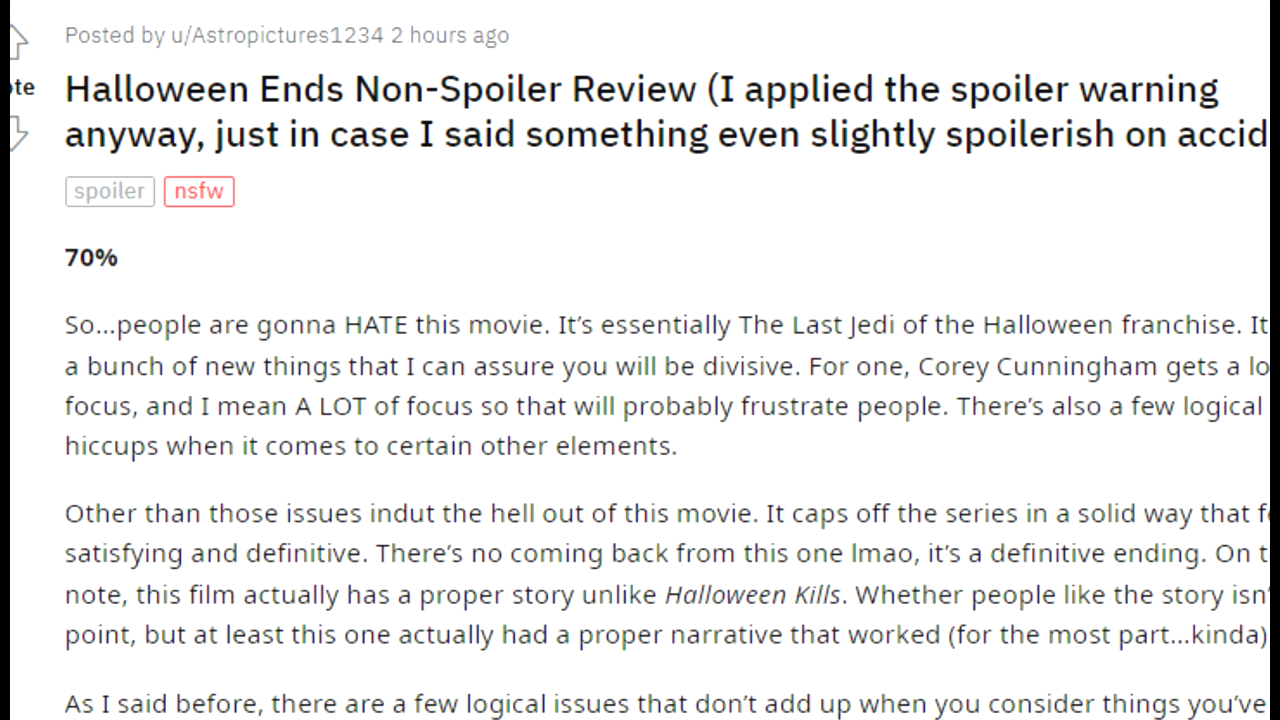 Posted by u/Astropictures1234 2 hours ago
Halloween Ends Non-Spoiler Review (I applied the spoiler warning
ote
anyway, just in case I said something even slightly spoilerish on accid
spoiler nsfw
70%
So...people are gonna HATE this movie. It's essentially The Last Jedi of the Halloween franchise. It
a bunch of new things that I can assure you will be divisive. For one, Corey Cunningham gets a lo
focus, and I mean A LOT of focus so that will probably frustrate people. There's also a few logical
hiccups when it comes to certain other elements.
Other than those issues indut the hell out of this movie. It caps off the series in a solid way that f
satisfying and definitive. There's no coming back from this one lmao, it's a definitive ending. On t
note, this film actually has a proper story unlike Halloween Kills. Whether people like the story isn'
point, but at least this one actually had a proper narrative that worked (for the most part...kinda)
As I said before, there are a few logical issues that don't add up when you consider things you've